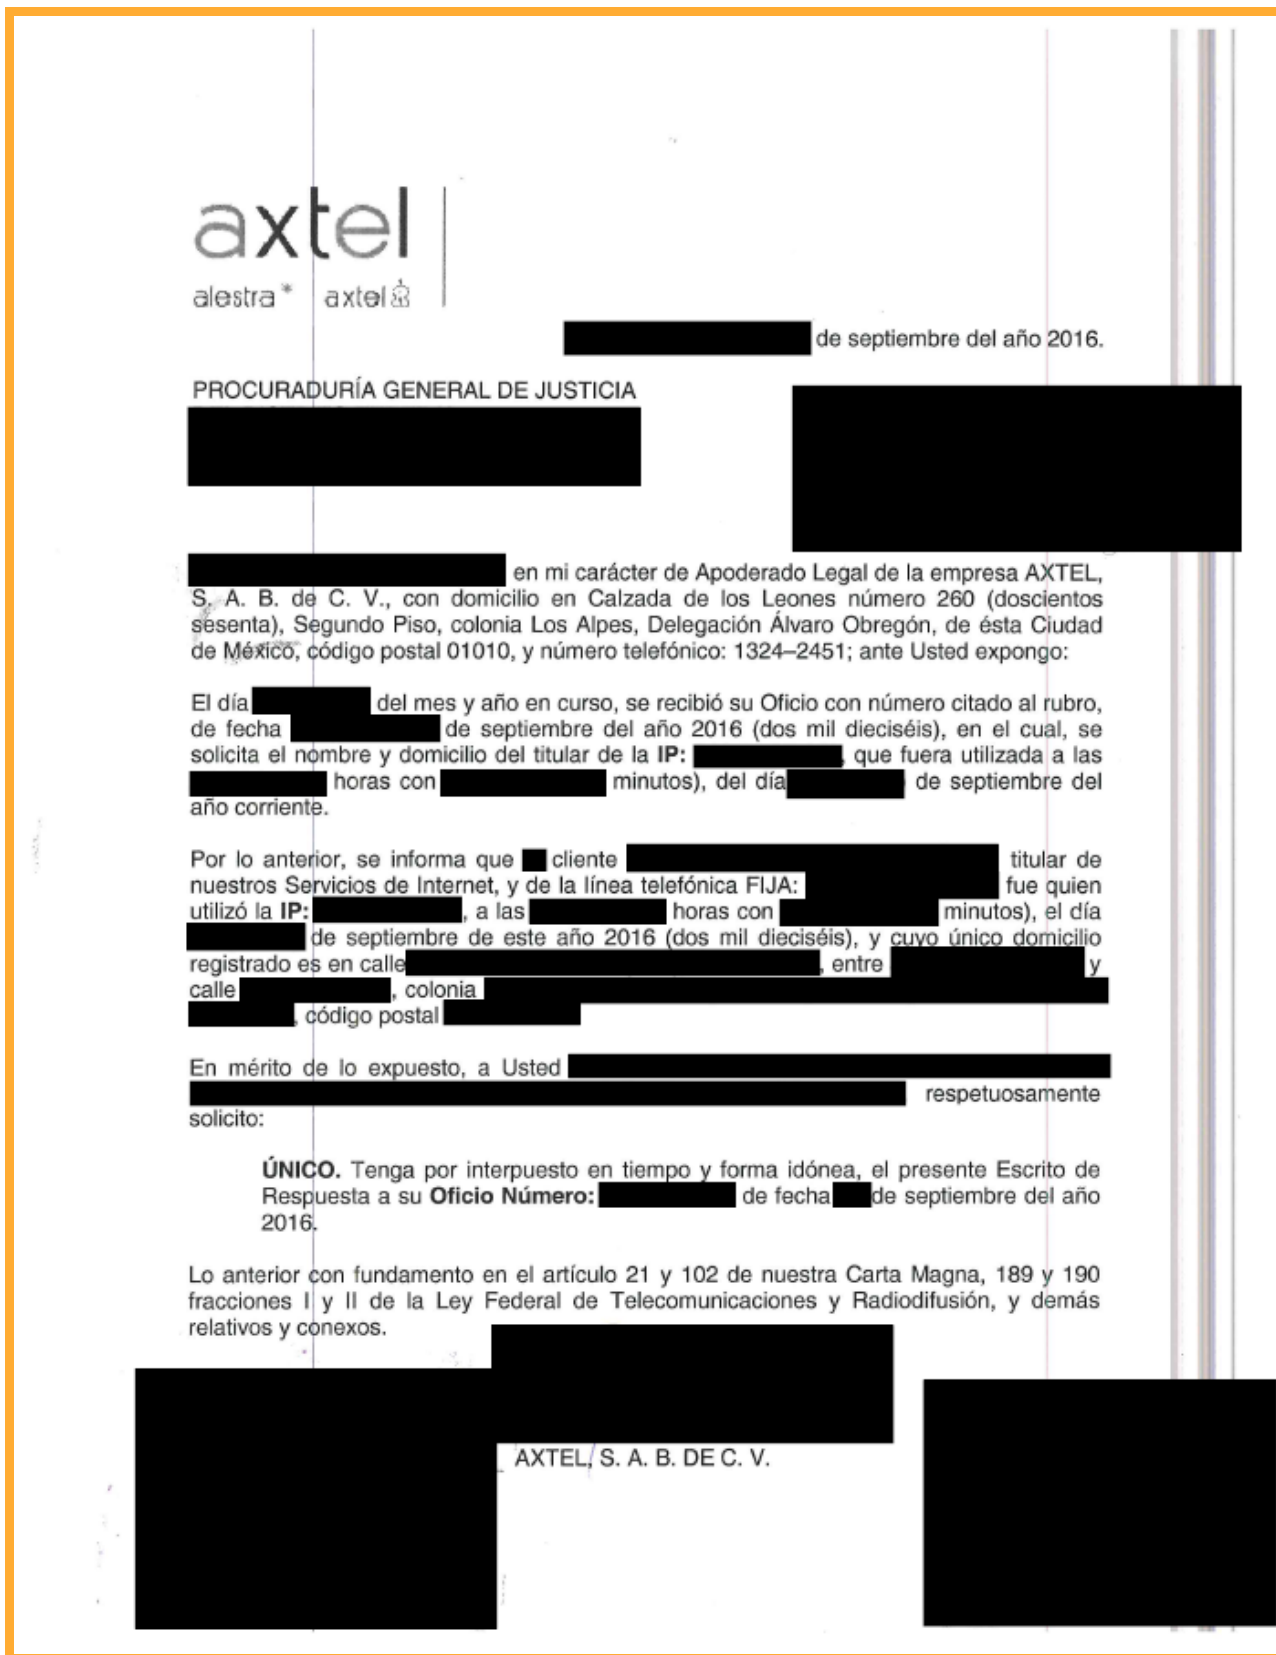 axtel
alestra* axtel
de septiembre del año 2016.
PROCURADURÍA GENERAL DE JUSTICIA
en mi carácter de Apoderado Legal de la empresa AXTEL,
S. A. B. de C. V., con domicilio en Calzada de los Leones número 260 (doscientos
sesenta), Segundo Piso, colonia Los Alpes, Delegación Álvaro Obregón, de ésta Ciudad
de México, código postal 01010, y número telefónico: 1324–2451; ante Usted expongo:
El día del mes y año en curso, se recibió su Oficio con número citado al rubro,
de fecha de septiembre del año 2016 (dos mil dieciséis), en el cual, se
solicita el nombre y domicilio del titular de la IP: , que fuera utilizada a las
horas con minutos), del día de septiembre del
año corriente.
Por lo anterior, se informa que cliente titular de
nuestros Servicios de Internet, y de la línea telefónica FIJA: fue quien
utilizó la IP: , a las horas con minutos), el día
de septiembre de este año 2016 (dos mil dieciséis), y cuyo único domicilio
registrado es en calle , entre y
calle , colonia
, código postal
En mérito de lo expuesto, a Usted
respetuosamente
solicito:
ÚNICO. Tenga por interpuesto en tiempo y forma idónea, el presente Escrito de
Respuesta a su Oficio Número: de fecha de septiembre del año
2016.
Lo anterior con fundamento en el artículo 21 y 102 de nuestra Carta Magna, 189 y 190
fracciones I y II de la Ley Federal de Telecomunicaciones y Radiodifusión, y demás
relativos y conexos.
AXTEL, S. A. B. DE C. V.